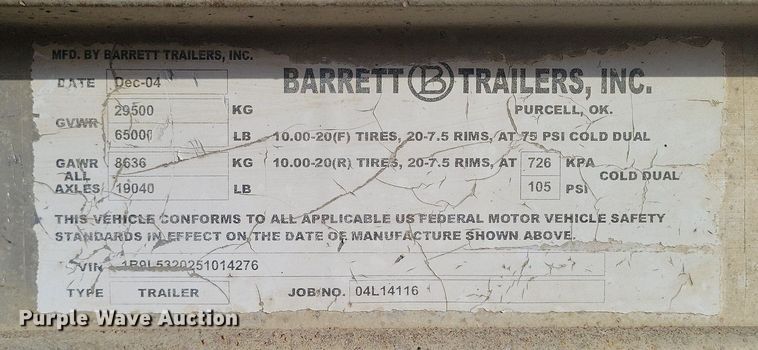 MFD. BY BARRETT TRAILERS, INC.
DATE Dec-04 BARRETT B TRAILERS, INC.
29500 KG PURCELL, OK.
GVWR
65000 LB 10.00-20(F) TIRES, 20-7.5 RIMS, AT 75 PSI COLD DUAL
GAWR 8636 KG 10.00-20(R) TIRES, 20-7.5 RIMS, AT 726 KPA
ALL COLD DUAL
AXLES 19040 LB 105 PSI
THIS VEHICLE CONFORMS TO ALL APPLICABLE US FEDERAL MOTOR VEHICLE SAFETY
STANDARDS IN EFFECT ON THE DATE OF MANUFACTURE SHOWN ABOVE.
VIN 1B9L5320251014276
TYPE TRAILER JOB NO. 04L14116
Purple Wave Auction